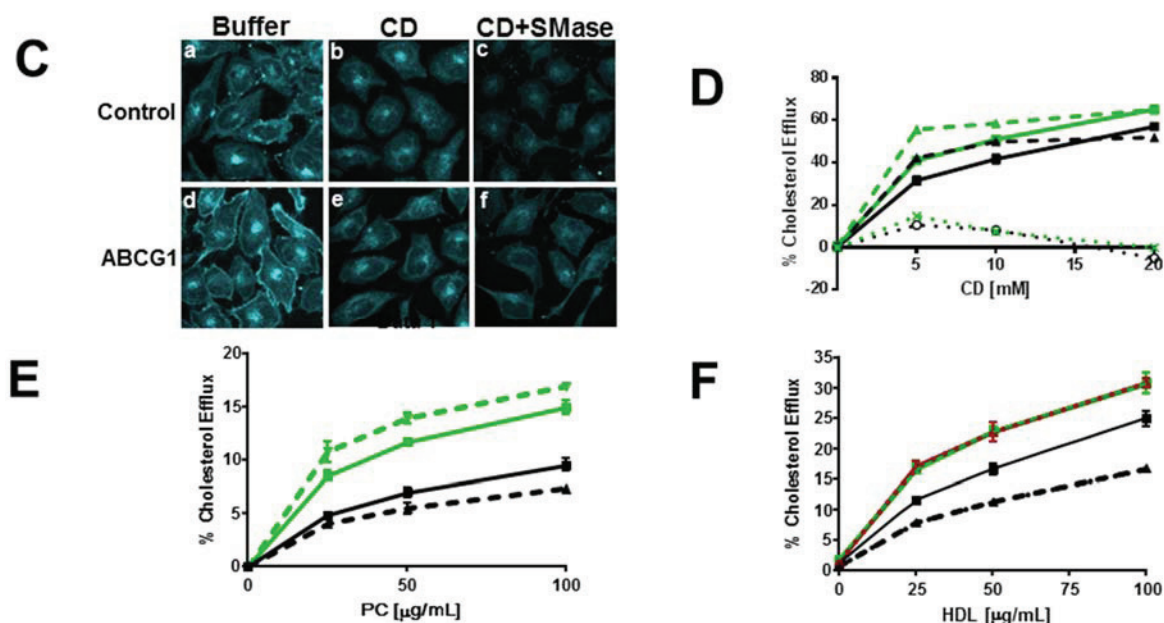 C
Buffer CD CD+SMase
a b c
Control
d e f
ABCG1
D
80
60
40
20
0
-20
5 10 15 20
% Cholesterol Efflux
CD [mM]
E
20
15
10
5
0
0 50 100
% Cholesterol Efflux
PC [µg/mL]
F
35
30
25
20
15
10
5
0
0 25 50 75 100
% Cholesterol Efflux
HDL [µg/mL]